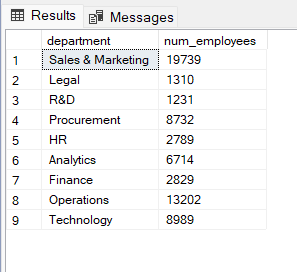 Results Messages
department num_employees
1 Sales & Marketing 19739
2 Legal 1310
3 R&D 1231
4 Procurement 8732
5 HR 2789
6 Analytics 6714
7 Finance 2829
8 Operations 13202
9 Technology 8989